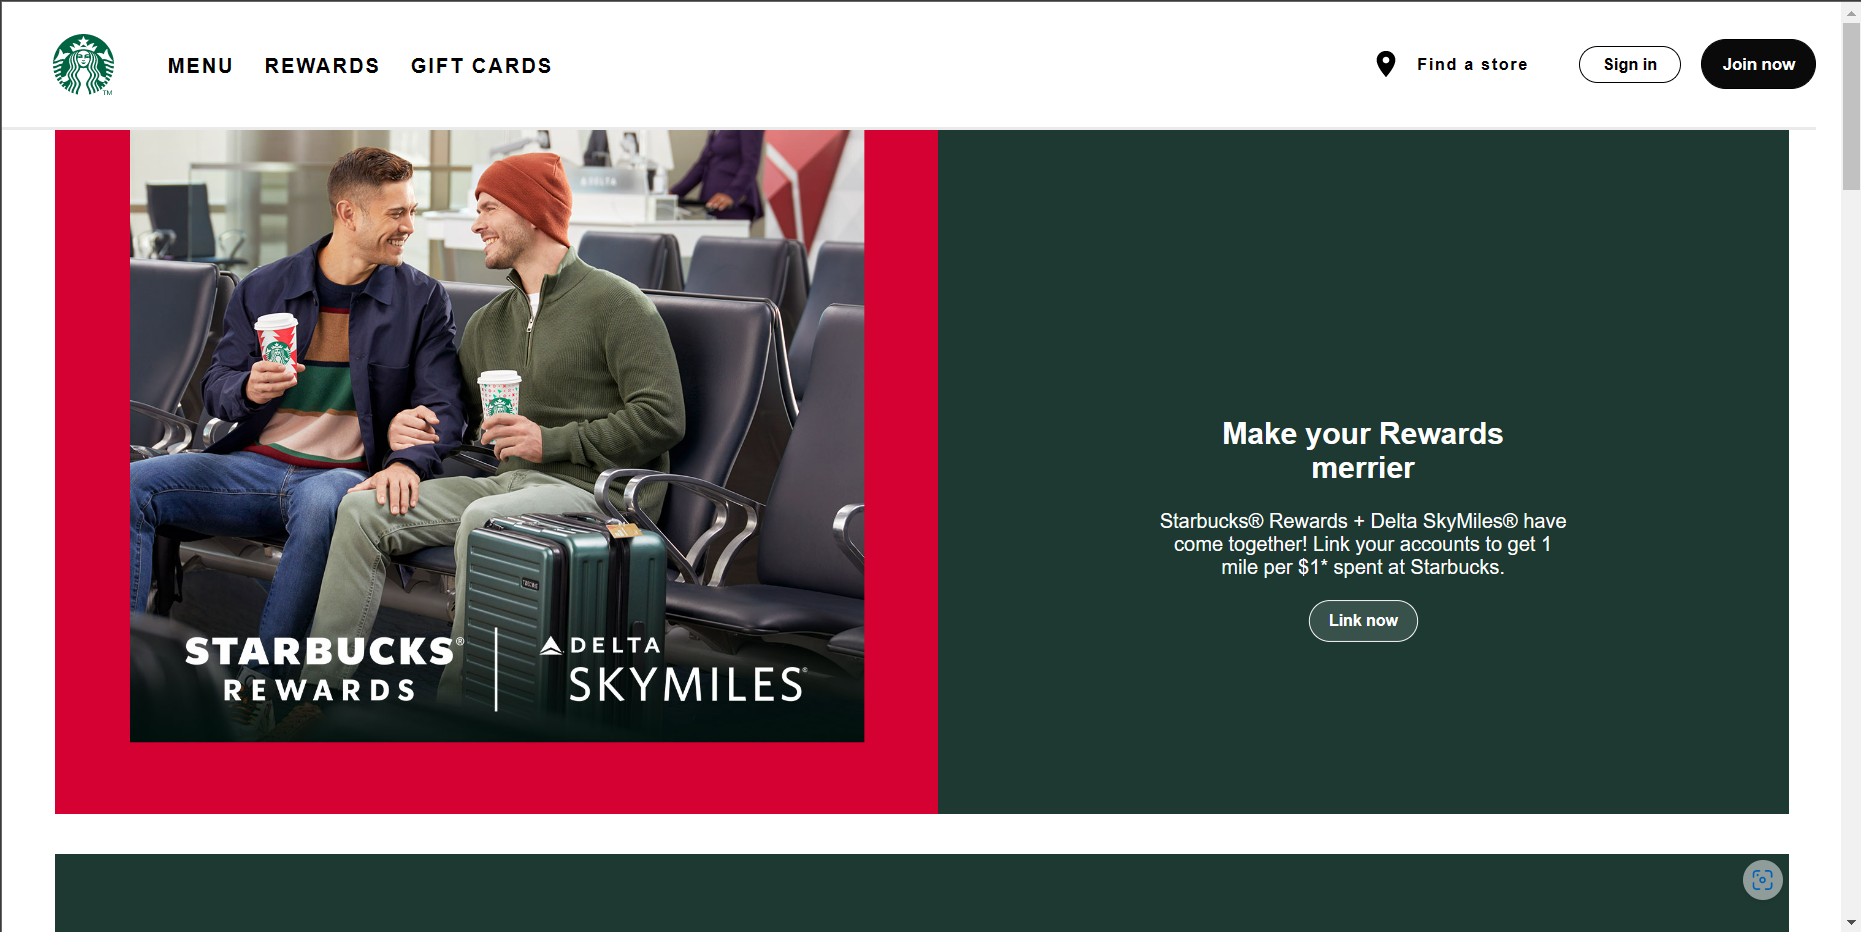 MENU
REWARDS
GIFT CARDS
Find a store
Sign in
Join now
TM
DELTA
STARBUCKS®
REWARDS
DELTA
SKYMILES®
Make your Rewards
merrier
Starbucks® Rewards + Delta SkyMiles® have
come together! Link your accounts to get 1
mile per $1* spent at Starbucks.
Link now